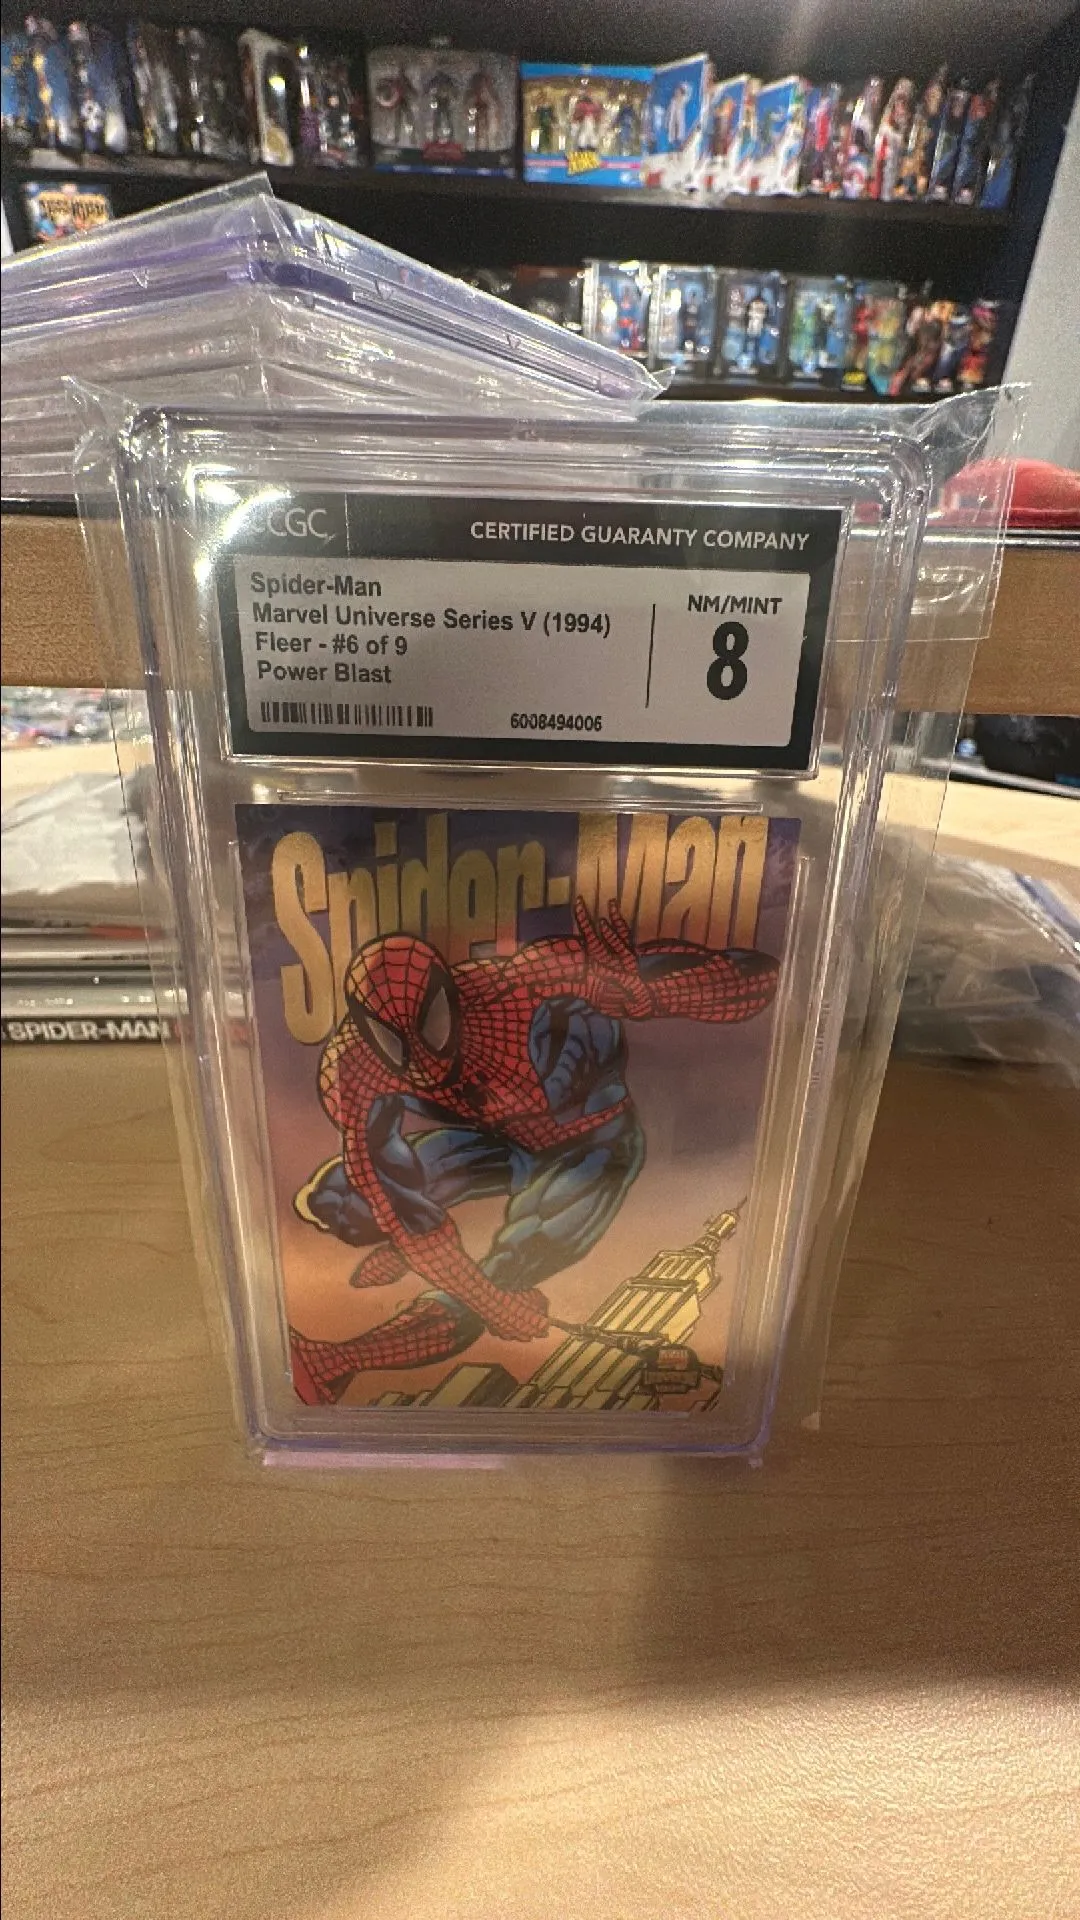 CGC
CERTIFIED GUARANTY COMPANY
Spider-Man
Marvel Universe Series V (1994)
Fleer - #6 of 9
Power Blast
NM/MINT
8
6008494006
Spider-Man
SPIDER-MAN